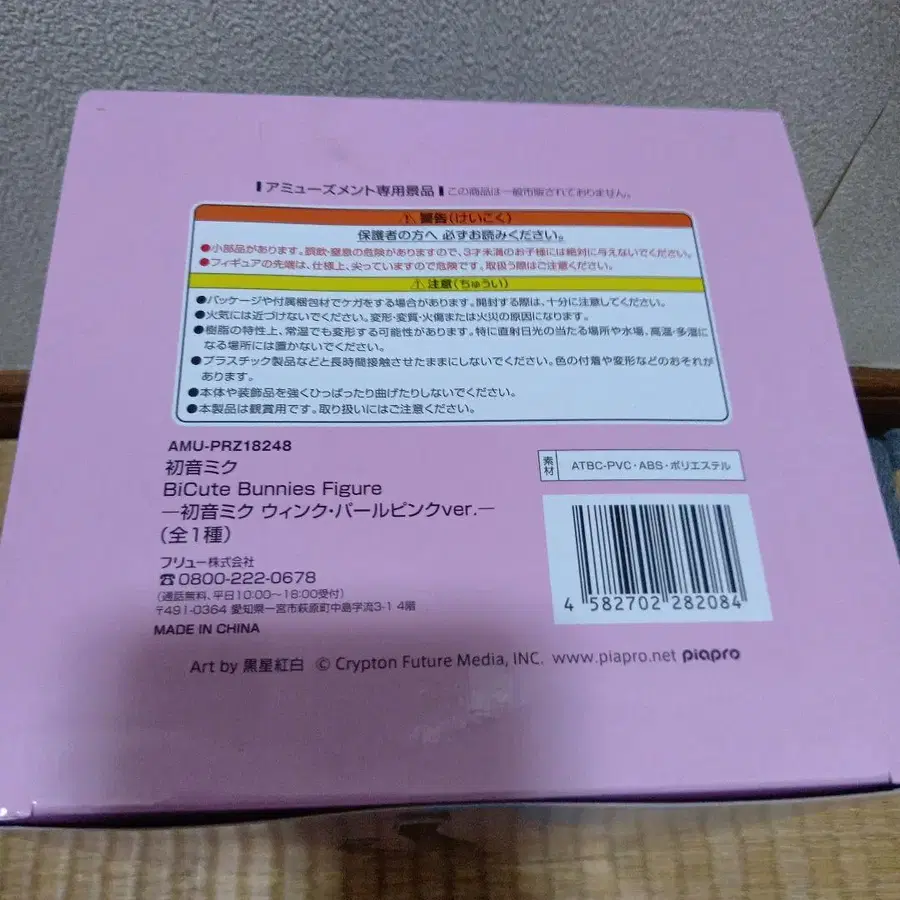 アミューズメント専用景品 この商品は一般市販されておりません。
⚠警告(けいこく)
保護者の方へ 必ずお読みください。
●小部品があります。誤飲・窒息の危険がありますので、3才未満のお子様には絶対に与えないでください。
●フィギュアの先端は、仕様上、尖っていますので危険です。取扱う際はご注意ください。
⚠注意(ちゅうい)
●パッケージや付属梱包材でケガをする場合があります。開封する際は、十分に注意してください。
●火気には近づけないでください。変形・変質・火傷または火災の原因になります。
●樹脂の特性上、常温でも変形する可能性があります。特に直射日光の当たる場所や水場、高温・多湿に
なる場所には置かないでください。
●プラスチック製品などと長時間接触させたままにしないでください。色の付着や変形などのおそれが
あります。
●本体や装飾品を強くひっぱったり曲げたりしないでください。
●本製品は観賞用です。取り扱いにはご注意ください。
AMU-PRZ18248
初音ミク
BiCute Bunnies Figure
―初音ミク ウィンク・パールピンクver.―
(全1種)
フリュー株式会社
☎0800-222-0678
(通話無料、平日10:00~18:00受付)
〒491-0364 愛知県一宮市萩原町中島字流3-1 4階
MADE IN CHINA
素材 ATBC-PVC・ABS・ポリエステル
4 582702 282084
Art by 黒星紅白 © Crypton Future Media, INC. www.piapro.net piapro